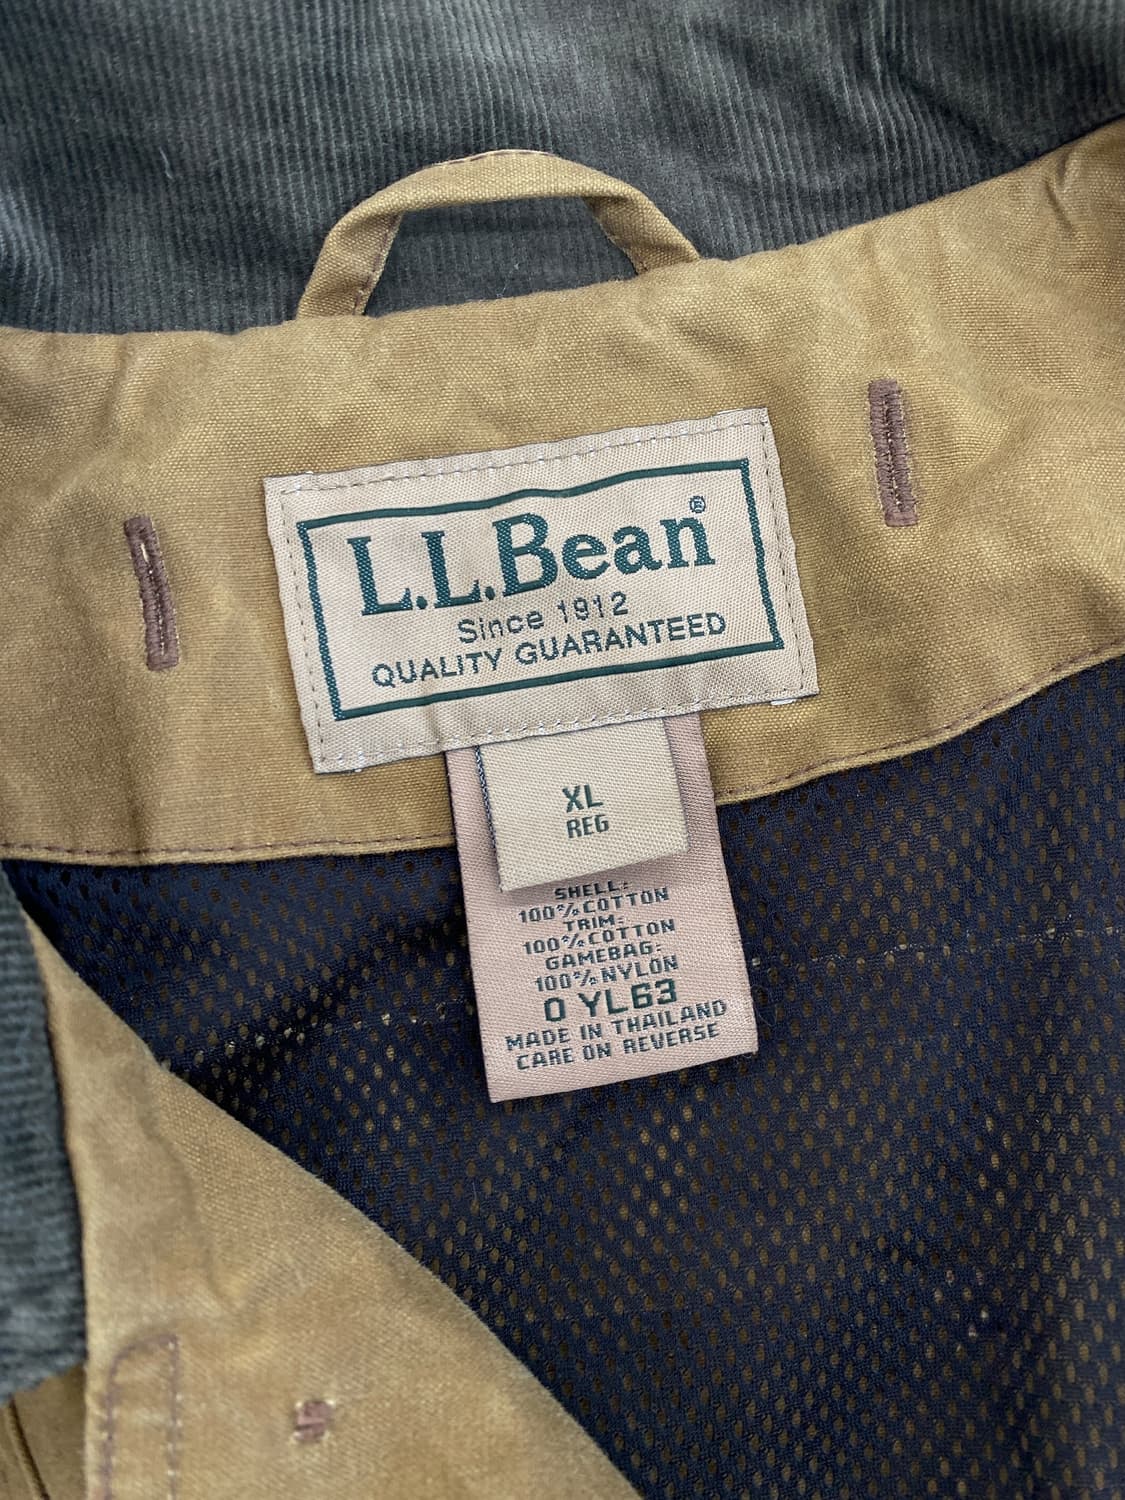 L.L.Bean®
Since 1912
QUALITY GUARANTEED
XL
REG
SHELL:
100% COTTON
TRIM:
100% COTTON
GAMEBAG:
100% NYLON
0 YL63
MADE IN THAILAND
CARE ON REVERSE